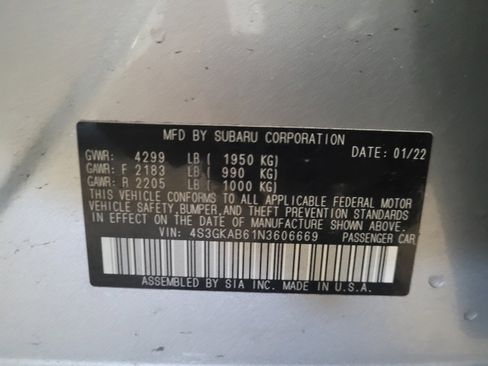 MFD BY SUBARU CORPORATION DATE: 01/22
GVWR: 4299 LB ( 1950 KG)
GAWR: F 2183 LB ( 990 KG)
GAWR: R 2205 LB ( 1000 KG)
THIS VEHICLE CONFORMS TO ALL APPLICABLE FEDERAL MOTOR
VEHICLE SAFETY, BUMPER, AND THEFT PREVENTION STANDARDS
IN EFFECT ON THE DATE OF MANUFACTURE SHOWN ABOVE.
VIN: 4S3GKAB61N3606669 PASSENGER CAR
ASSEMBLED BY SIA INC. MADE IN U.S.A.